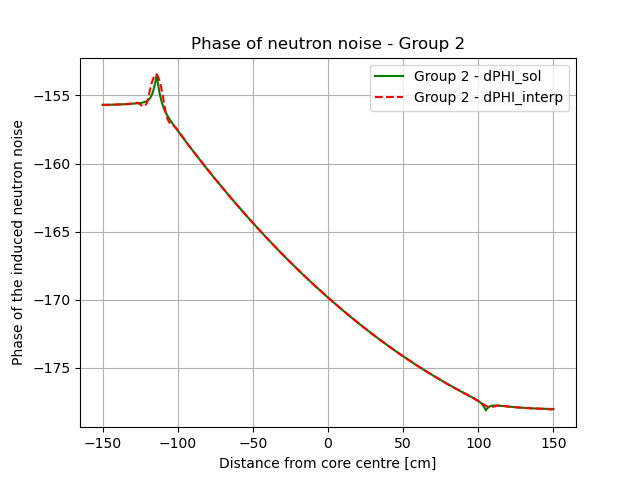 Phase of neutron noise - Group 2
Group 2 - dPHI_sol
Group 2 - dPHI_interp
Phase of the induced neutron noise
−155
−160
−165
−170
−175
−150
−100
−50
0
50
100
150
Distance from core centre [cm]